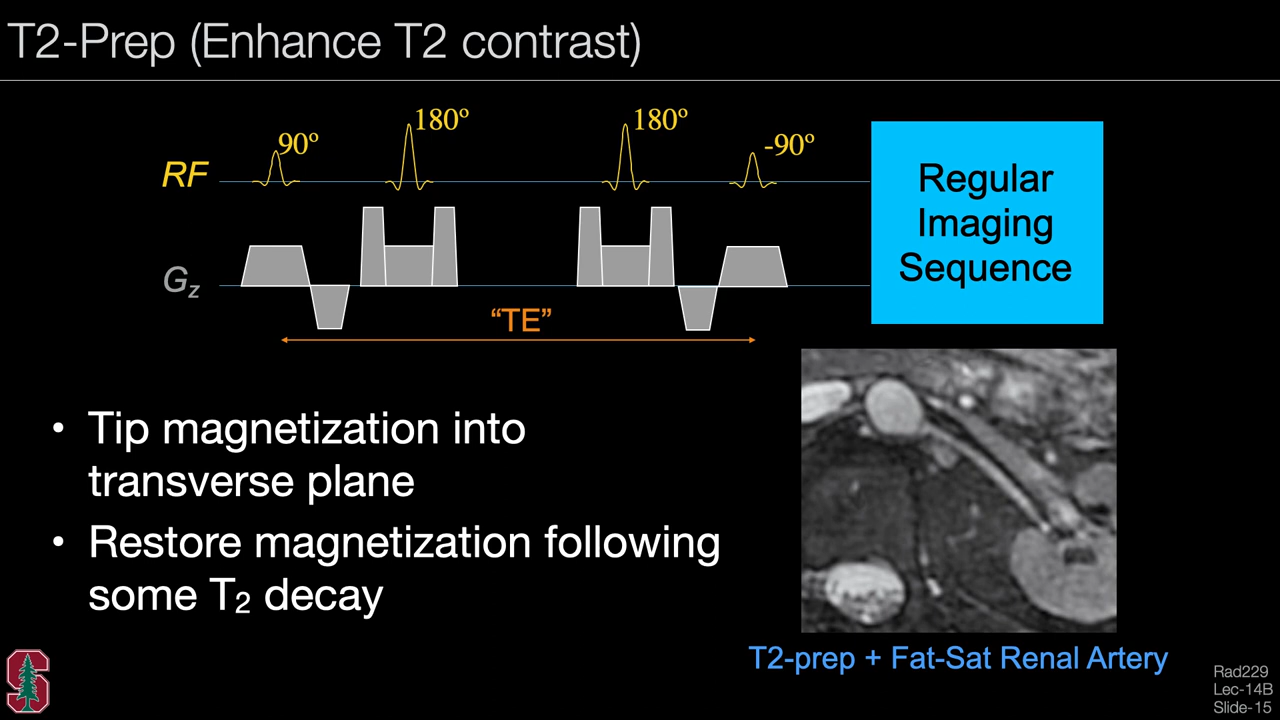 T2-Prep (Enhance T2 contrast)
90º
180º
180º
-90º
RF
Gz
"TE"
Regular
Imaging
Sequence
• Tip magnetization into
transverse plane
• Restore magnetization following
some T2 decay
T2-prep + Fat-Sat Renal Artery
S
Rad229
Lec-14B
Slide-15